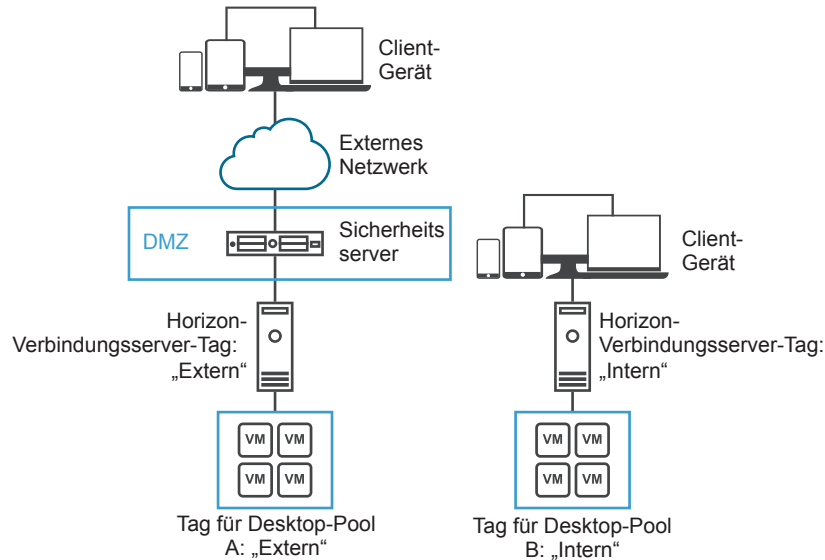 Client-
Gerät
Externes
Netzwerk
DMZ
Sicherheits
server
Client-
Gerät
Horizon-
Verbindungsserver-Tag:
„Extern“
Horizon-
Verbindungsserver-Tag:
„Intern“
VM VM
VM VM
VM VM
VM VM
Tag für Desktop-Pool
A: „Extern“
Tag für Desktop-Pool
B: „Intern“